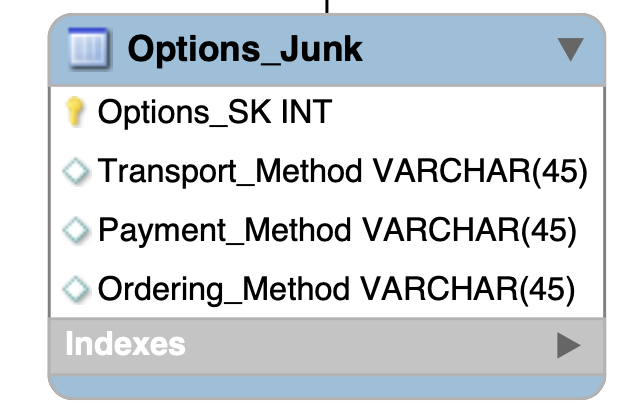 Options_Junk
Options_SK INT
Transport_Method VARCHAR(45)
Payment_Method VARCHAR(45)
Ordering_Method VARCHAR(45)
Indexes